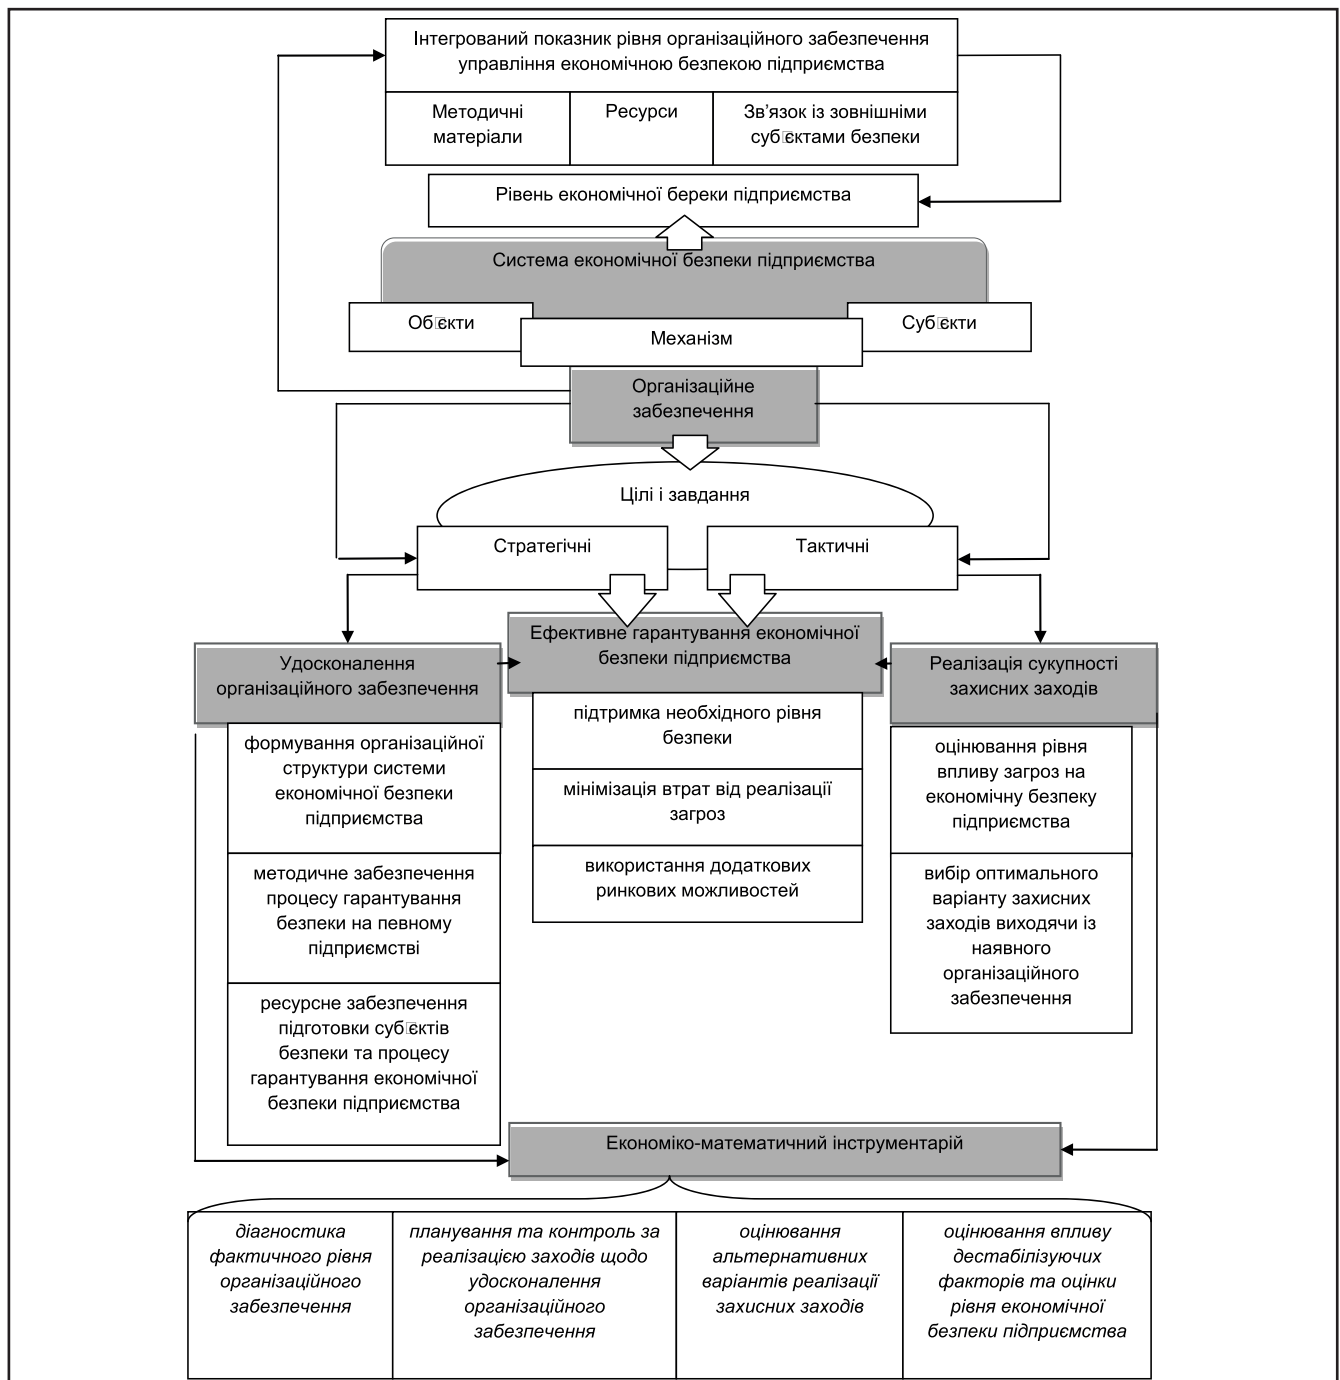 Інтегрований показник рівня організаційного забезпечення
управління економічною безпекою підприємства
Методичні
матеріали
Ресурси
Зв’язок із зовнішніми
суб□єктами безпеки
Рівень економічної береки підприємства
Система економічної безпеки підприємства
Об□єкти
Механізм
Суб□єкти
Організаційне
забезпечення
Цілі і завдання
Стратегічні
Тактичні
Ефективне гарантування економічної
безпеки підприємства
Удосконалення
організаційного забезпечення
Реалізація сукупності
захисних заходів
формування організаційної
структури системи
економічної безпеки
підприємства
методичне забезпечення
процесу гарантування
безпеки на певному
підприємстві
ресурсне забезпечення
підготовки суб□єктів
безпеки та процесу
гарантування економічної
безпеки підприємства
підтримка необхідного рівня
безпеки
мінімізація втрат від реалізації
загроз
використання додаткових
ринкових можливостей
оцінювання рівня
впливу загроз на
економічну безпеку
підприємства
вибір оптимального
варіанту захисних
заходів виходячи із
наявного
організаційного
забезпечення
Економіко-математичний інструментарій
діагностика
фактичного рівня
організаційного
забезпечення
планування та контроль за
реалізацією заходів щодо
удосконалення
організаційного
забезпечення
оцінювання
альтернативних
варіантів реалізації
захисних заходів
оцінювання впливу
дестабілізуючих
факторів та оцінки
рівня економічної
безпеки підприємства